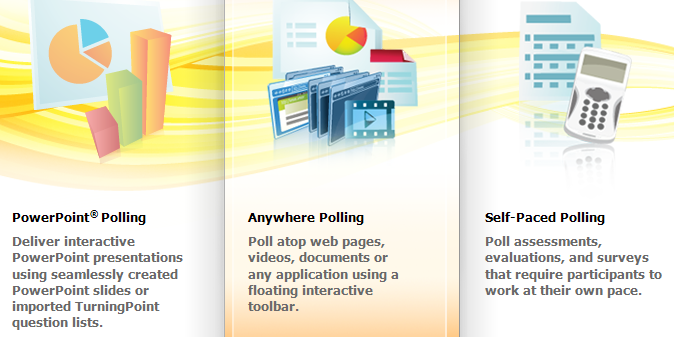 PowerPoint® Polling
Deliver interactive
PowerPoint presentations
using seamlessly created
PowerPoint slides or
imported TurningPoint
question lists.
Anywhere Polling
Poll atop web pages,
videos, documents or
any application using a
floating interactive
toolbar.
Self-Paced Polling
Poll assessments,
evaluations, and surveys
that require participants to
work at their own pace.